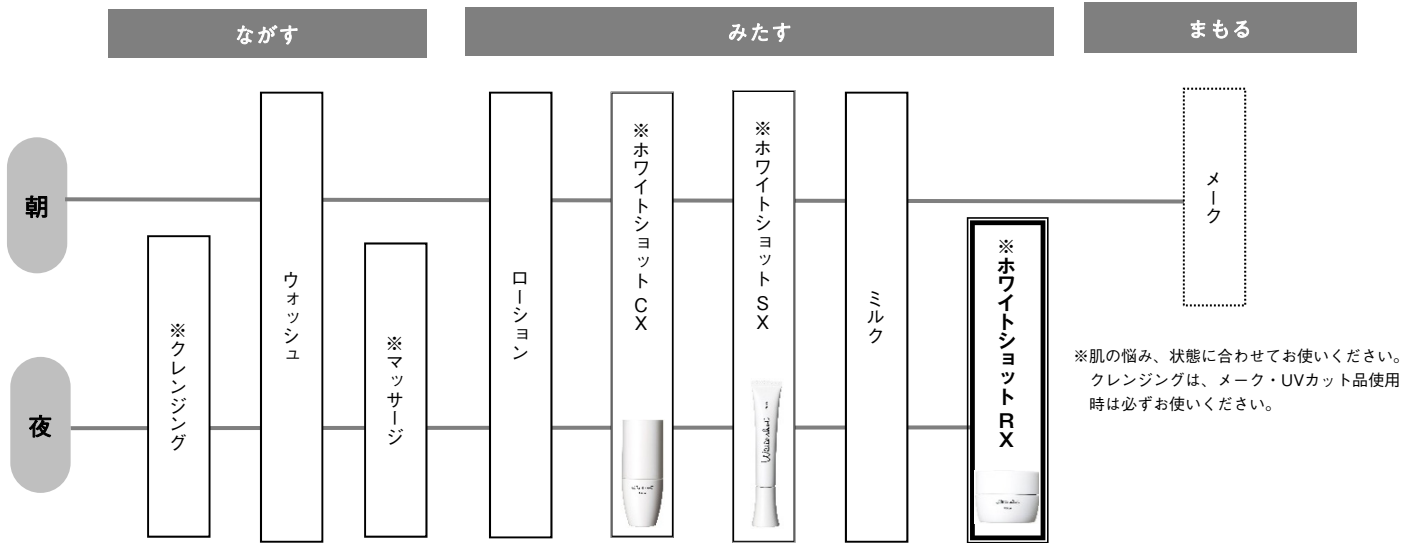 ながす
みたす
まもる
朝
夜
※クレンジング
ウォッシュ
※マッサージ
ローション
※ホワイトショット CX
※ホワイトショット SX
ミルク
※ホワイトショット RX
メーク
※肌の悩み、状態に合わせてお使いください。
クレンジングは、メーク・UVカット品使用
時は必ずお使いください。